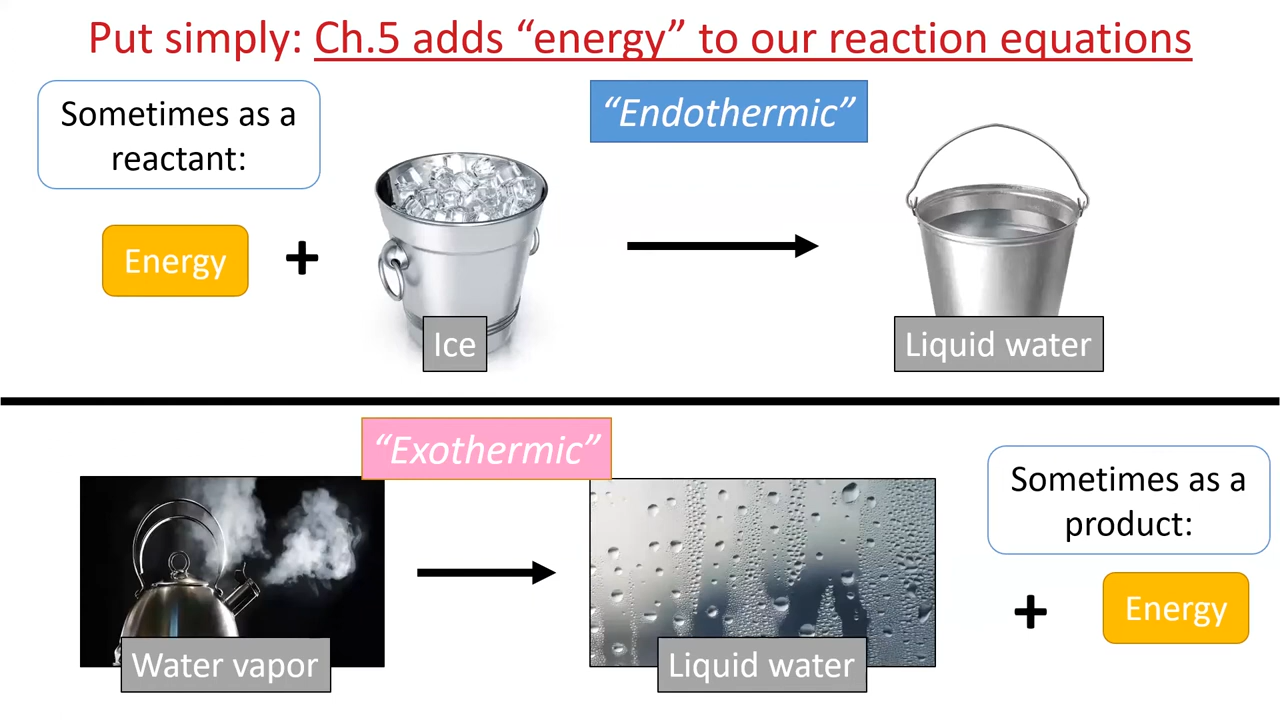 Put simply: Ch.5 adds “energy” to our reaction equations
Sometimes as a
reactant:
“Endothermic”
Energy
+
Ice
Liquid water
“Exothermic”
Sometimes as a
product:
Water vapor
Liquid water
+
Energy